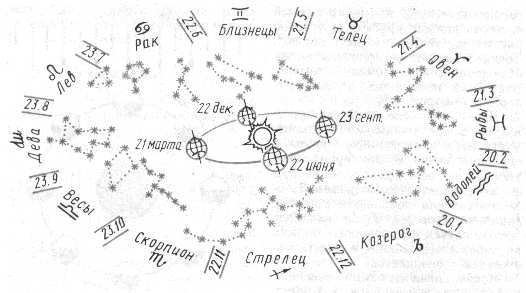 Близнецы
22.6
21.5
Телец
Рак
23.7
21.4
Овен
Лев
23.8
21.3
22 дек.
23 сент.
Рыбы
Дева
21 марта
22 июня
20.2
Водолей
23.9
20.1
Весы
23.10
Скорпион
22.11
Стрелец
22.12
Козерог